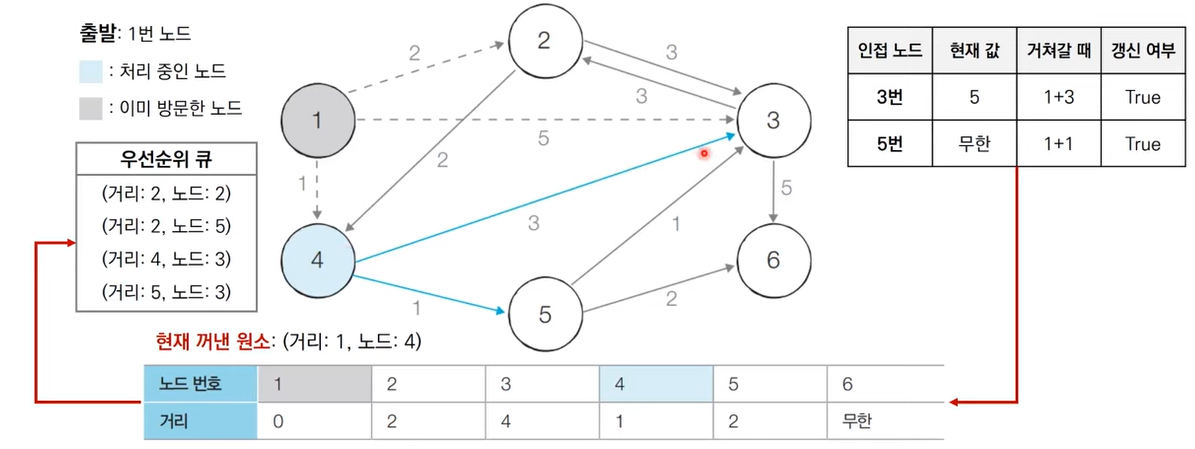 출발: 1번 노드
: 처리 중인 노드
: 이미 방문한 노드
우선순위 큐
(거리: 2, 노드: 2)
(거리: 2, 노드: 5)
(거리: 4, 노드: 3)
(거리: 5, 노드: 3)
1
2
3
4
5
6
2
3
3
5
2
1
3
1
1
2
5
인접 노드 현재 값 거쳐갈 때 갱신 여부
3번 5 1+3 True
5번 무한 1+1 True
현재 꺼낸 원소: (거리: 1, 노드: 4)
노드 번호 1 2 3 4 5 6
거리 0 2 4 1 2 무한